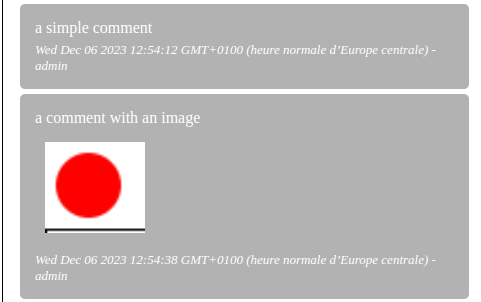 a simple comment
Wed Dec 06 2023 12:54:12 GMT+0100 (heure normale d’Europe centrale) -
admin
a comment with an image
Wed Dec 06 2023 12:54:38 GMT+0100 (heure normale d’Europe centrale) -
admin